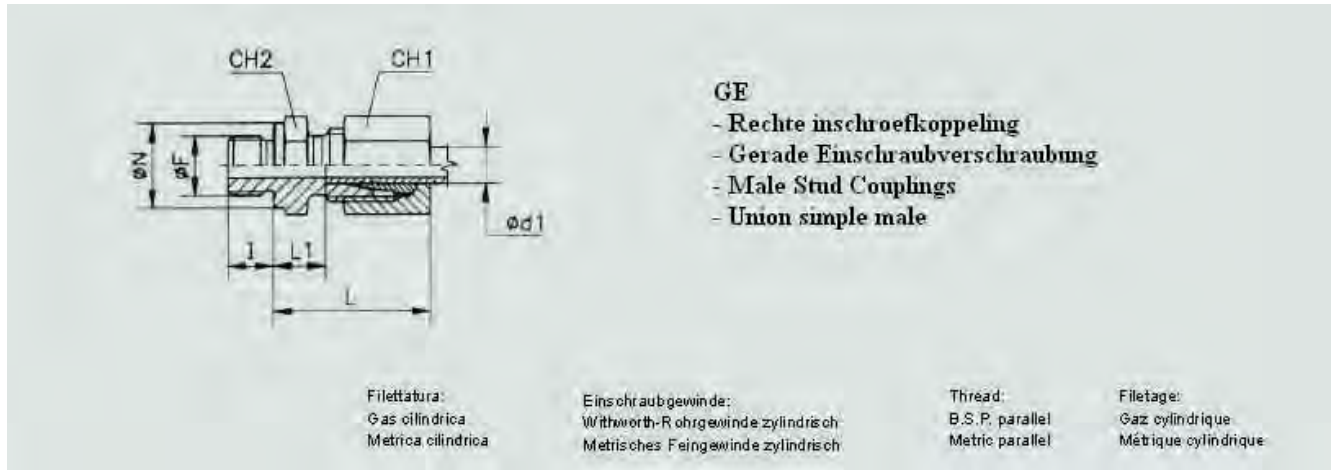 CH2
CH1
GE
- Rechte inschroefkoppeling
- Gerade Einschraubverschraubung
- Male Stud Couplings
- Union simple male
øN
øF
ød1
I
L1
L
Filettatura:
Gas cilindrica
Metrica cilindrica
Einschraubgewinde:
Withworth-Rohrgewinde zylindrisch
Metrisches Feingewinde zylindrisch
Thread:
B.S.P. parallel
Metric parallel
Filetage:
Gaz cylindrique
Métrique cylindrique